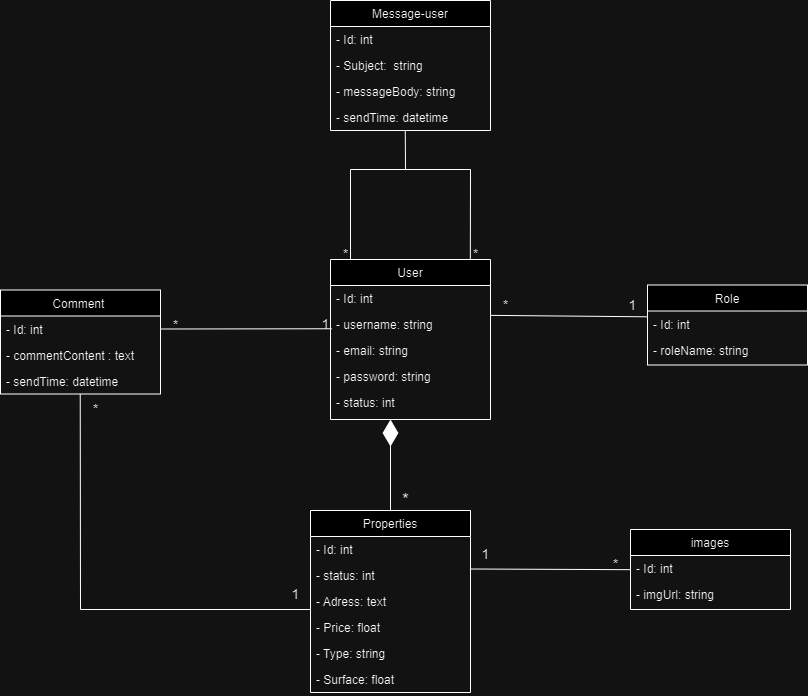 Message-user
- Id: int
- Subject: string
- messageBody: string
- sendTime: datetime
*
*
User
- Id: int
- username: string
- email: string
- password: string
- status: int
Comment
- Id: int
- commentContent : text
- sendTime: datetime
*
1
*
1
Role
- Id: int
- roleName: string
*
*
Properties
- Id: int
- status: int
- Adress: text
- Price: float
- Type: string
- Surface: float
1
1
*
images
- Id: int
- imgUrl: string